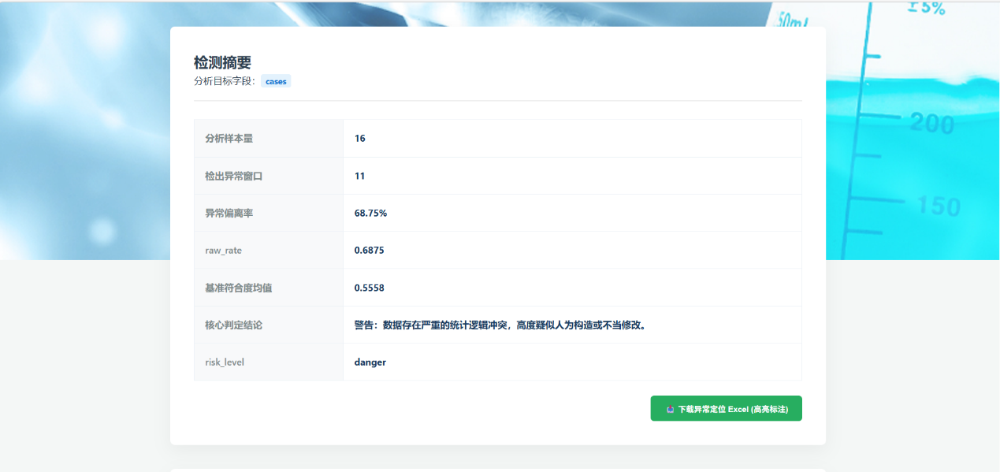 ±5%
50ml
检测摘要
分析目标字段： cases
200
150
分析样本量 16
检出异常窗口 11
异常偏离率 68.75%
raw_rate 0.6875
基准符合度均值 0.5558
核心判定结论 警告：数据存在严重的统计逻辑冲突，高度疑似人为构造或不当修改。
risk_level danger
下载异常定位 Excel (高亮标注)